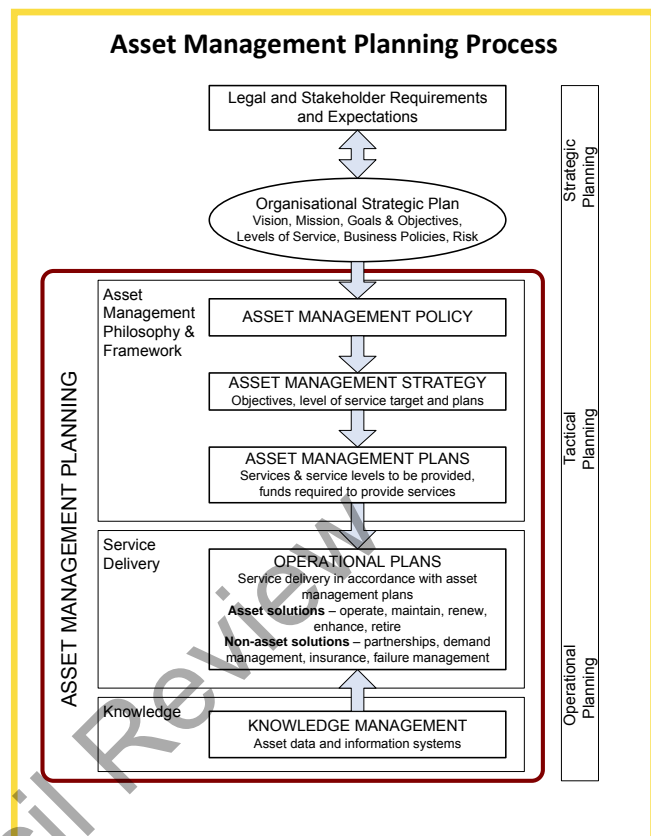 Asset Management Planning Process
Legal and Stakeholder Requirements
and Expectations
Organisational Strategic Plan
Vision, Mission, Goals & Objectives,
Levels of Service, Business Policies, Risk
Strategic
Planning
ASSET MANAGEMENT PLANNING
Asset
Management
Philosophy &
Framework
ASSET MANAGEMENT POLICY
ASSET MANAGEMENT STRATEGY
Objectives, level of service target and plans
ASSET MANAGEMENT PLANS
Services & service levels to be provided,
funds required to provide services
Tactical
Planning
Service
Delivery
OPERATIONAL PLANS
Service delivery in accordance with asset
management plans
Asset solutions – operate, maintain, renew,
enhance, retire
Non-asset solutions – partnerships, demand
management, insurance, failure management
Operational
Planning
Knowledge
KNOWLEDGE MANAGEMENT
Asset data and information systems
cil Review